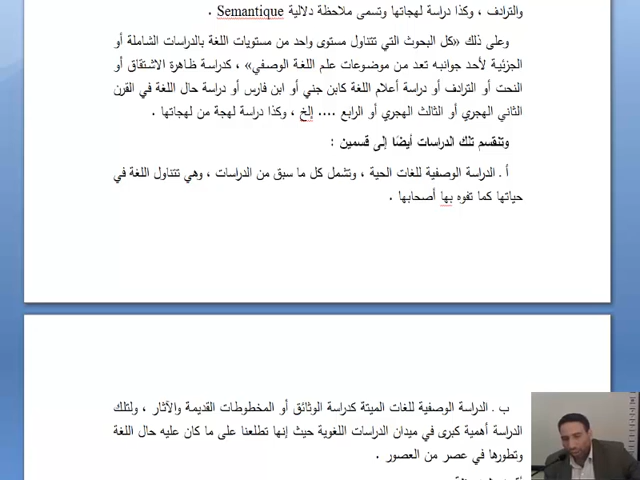 والترادف ، وكذا دراسة لهجاتها وتسمى ملاحظة دلالية Semantique .
وعلى ذلك «كل البحوث التي تتناول مستوى واحد من مستويات اللغة بالدراسات الشاملة أو
الجزئية لأحد جوانبه تعد من موضوعات علم اللغة الوصفي» ، كدراسة ظاهرة الاشتقاق أو
النحت أو الترادف أو دراسة أعلام اللغة كابن جني أو ابن فارس أو دراسة حال اللغة في القرن
الثاني الهجري أو الثالث الهجري أو الرابع .... إلخ ، وكذا دراسة لهجة من لهجاتها .
وتنقسم تلك الدراسات أيضًا إلى قسمين :
أ . الدراسة الوصفية للغات الحية ، وتشمل كل ما سبق من الدراسات ، وهي تتناول اللغة في
حياتها كما تفوه بها أصحابها .
ب . الدراسة الوصفية للغات الميتة كدراسة الوثائق أو المخطوطات القديمة والآثار ، ولتلك
الدراسة أهمية كبرى في ميدان الدراسات اللغوية حيث إنها تطلعنا على ما كان عليه حال اللغة
وتطورها في عصر من العصور .